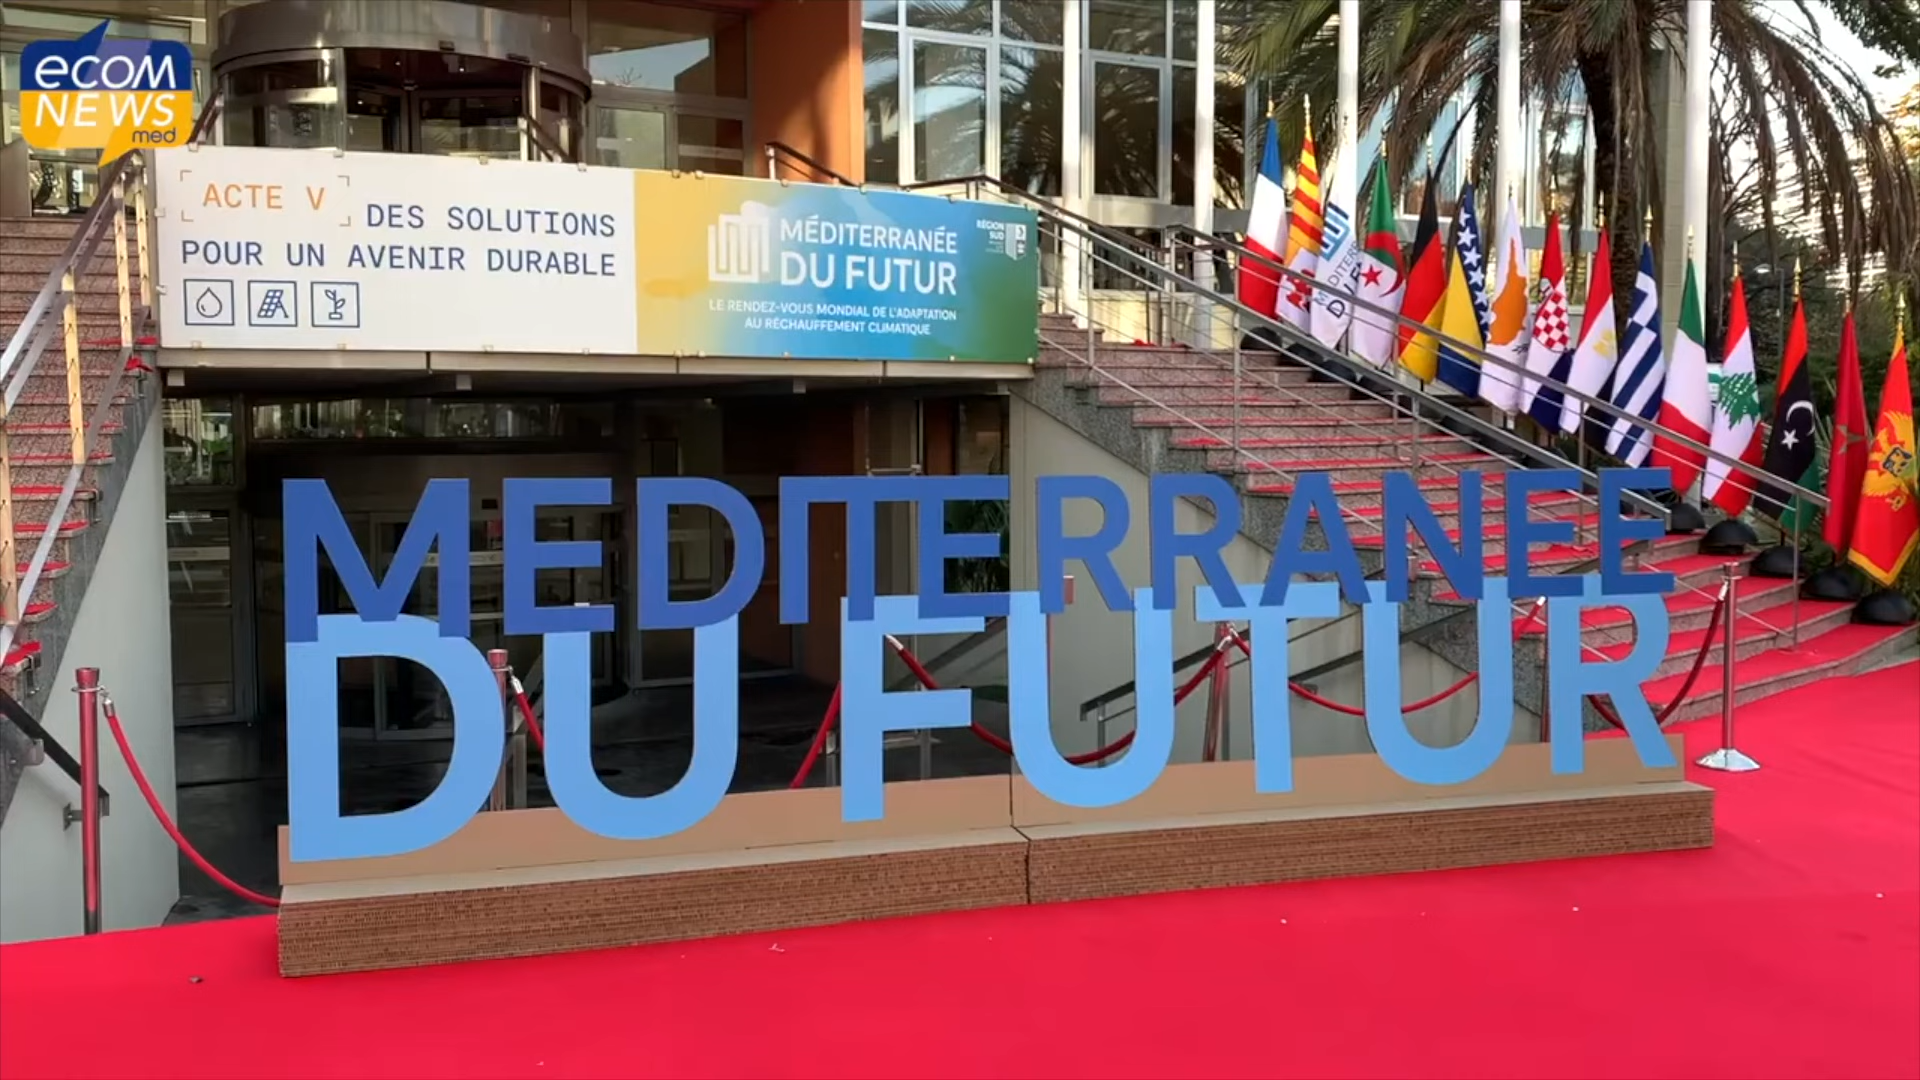 ecom
NEWS
med
ACTE V
DES SOLUTIONS
POUR UN AVENIR DURABLE
MÉDITERRANÉE
DU FUTUR
LE RENDEZ-VOUS MONDIAL DE L'ADAPTATION
AU RÉCHAUFFEMENT CLIMATIQUE
RÉGION
SUD
MEDITERRANEE
DU FUTUR